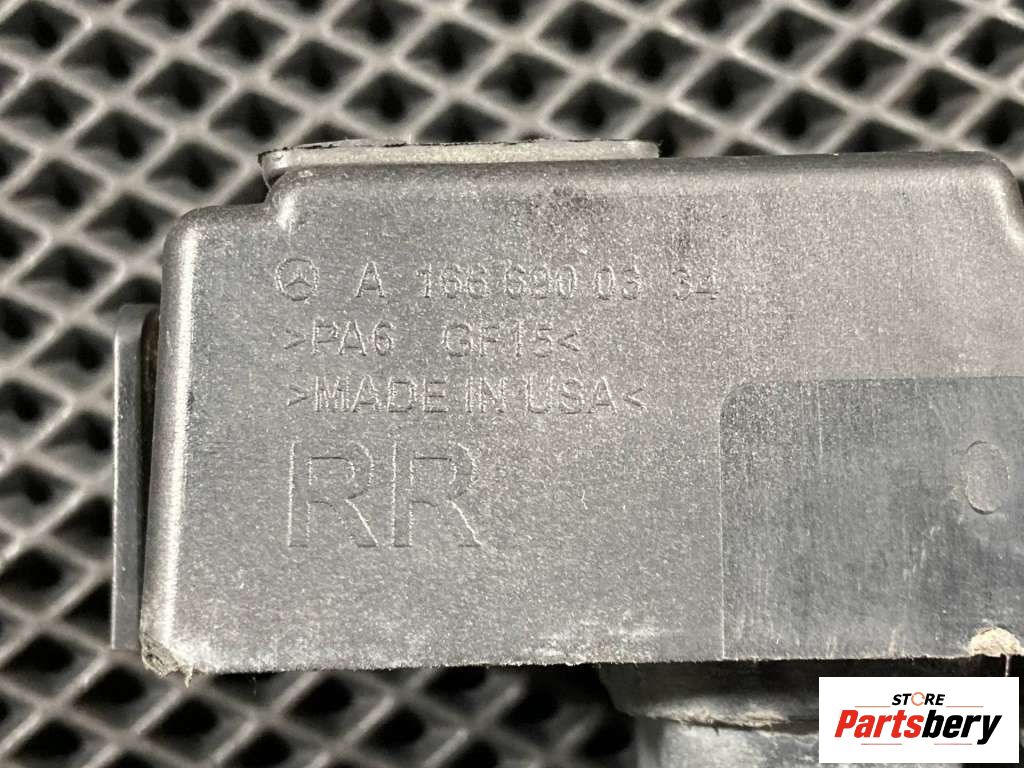 A 166 690 03 34
>PA6 GF15<
>MADE IN USA<
RR
STORE
Partsbery